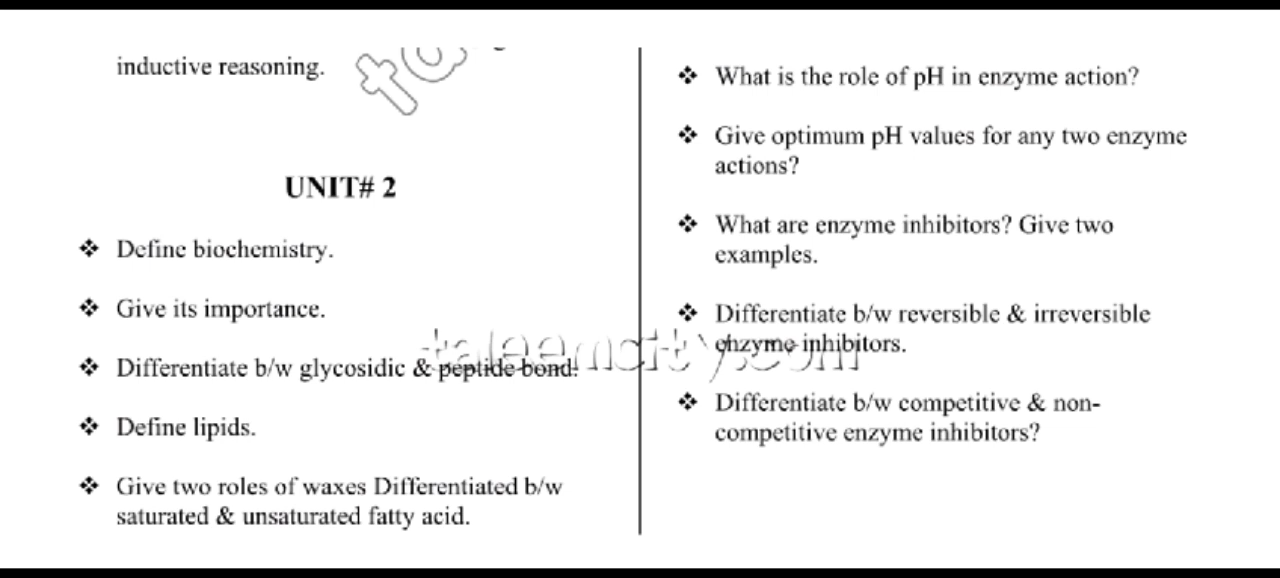 inductive reasoning.
UNIT# 2
❖ Define biochemistry.
❖ Give its importance.
❖ Differentiate b/w glycosidic & peptide bond.
❖ Define lipids.
❖ Give two roles of waxes Differentiated b/w
saturated & unsaturated fatty acid.
❖ What is the role of pH in enzyme action?
❖ Give optimum pH values for any two enzyme
actions?
❖ What are enzyme inhibitors? Give two
examples.
❖ Differentiate b/w reversible & irreversible
enzyme inhibitors.
❖ Differentiate b/w competitive & non-
competitive enzyme inhibitors?
taleemcity.com